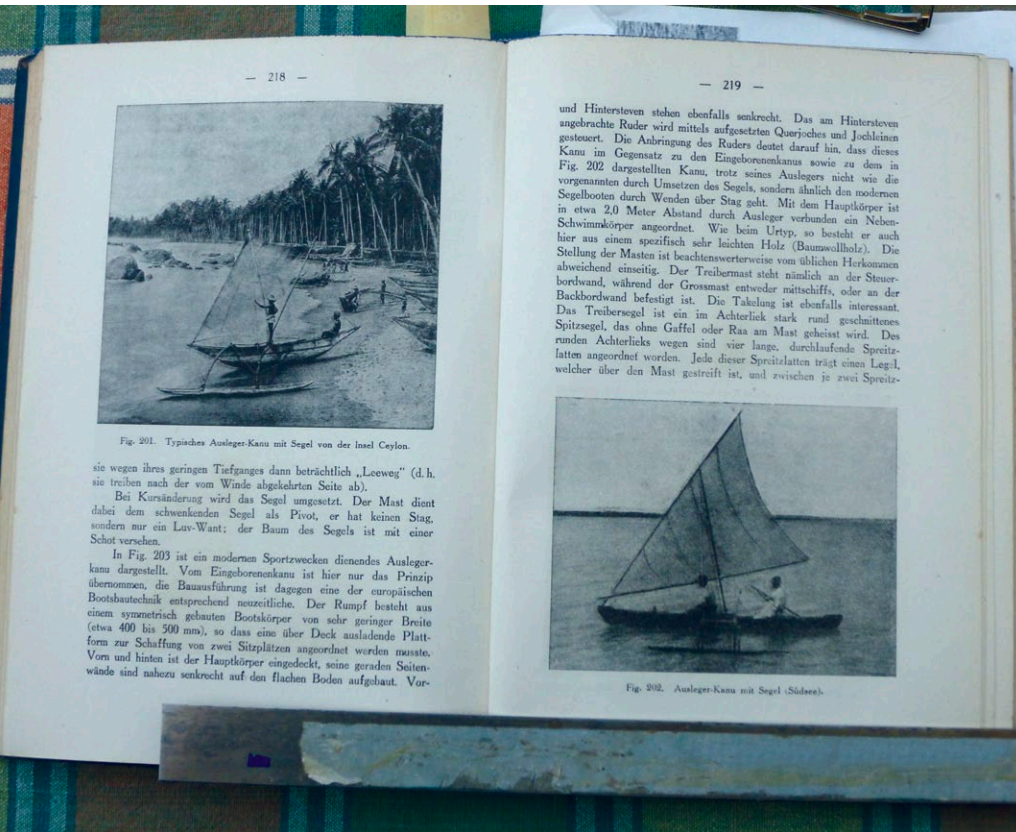 — 218 —
Fig. 201. Typisches Ausleger-Kanu mit Segel von der Insel Ceylon.
sie wegen ihres geringen Tiefganges dann beträchtlich „Leeweg" (d. h.
sie treiben nach der vom Winde abgekehrten Seite ab).
Bei Kursänderung wird das Segel umgesetzt. Der Mast dient
dabei dem schwenkenden Segel als Pivot, er hat keinen Stag,
sondern nur ein Luv-Want; der Baum des Segels ist mit einer
Schot versehen.
In Fig. 203 ist ein modernen Sportzwecken dienendes Ausleger-
kanu dargestellt. Vom Eingeborenenkanu ist hier nur das Prinzip
übernommen, die Bauausführung ist dagegen eine der europäischen
Bootsbautechnik entsprechend neuzeitliche. Der Rumpf besteht aus
einem symmetrisch gebauten Bootskörper von sehr geringer Breite
(etwa 400 bis 500 mm), so dass eine über Deck ausladende Platt-
form zur Schaffung von zwei Sitzplätzen angeordnet werden musste.
Vorn und hinten ist der Hauptkörper eingedeckt, seine geraden Seiten-
wände sind nahezu senkrecht auf den flachen Boden aufgebaut. Vor-
— 219 —
und Hintersteven stehen ebenfalls senkrecht. Das am Hintersteven
angebrachte Ruder wird mittels aufgesetzten Querjoches und Jochleinen
gesteuert. Die Anbringung des Ruders deutet darauf hin, dass dieses
Kanu im Gegensatz zu den Eingeborenenkanus sowie zu dem in
Fig. 202 dargestellten Kanu, trotz seines Auslegers nicht wie die
vorgenannten durch Umsetzen des Segels, sondern ähnlich den modernen
Segelbooten durch Wenden über Stag geht. Mit dem Hauptkörper ist
in etwa 2,0 Meter Abstand durch Ausleger verbunden ein Neben-
Schwimmkörper angeordnet. Wie beim Urtyp, so besteht er auch
hier aus einem spezifisch sehr leichten Holz (Baumwollholz). Die
Stellung der Masten ist beachtenswerterweise vom üblichen Herkommen
abweichend einseitig. Der Treibermast steht nämlich an der Steuer-
bordwand, während der Grossmast entweder mittschiffs, oder an der
Backbordwand befestigt ist. Die Takelung ist ebenfalls interessant.
Das Treibersegel ist ein im Achterliek stark rund geschnittenes
Spitzsegel, das ohne Gaffel oder Raa am Mast geheisst wird. Des
runden Achterlieks wegen sind vier lange, durchlaufende Spreitz-
latten angeordnet worden. Jede dieser Spreitzlatten trägt einen Legel,
welcher über den Mast gestreift ist, und zwischen je zwei Spreitz-
Fig. 202. Ausleger-Kanu mit Segel (Südsee).